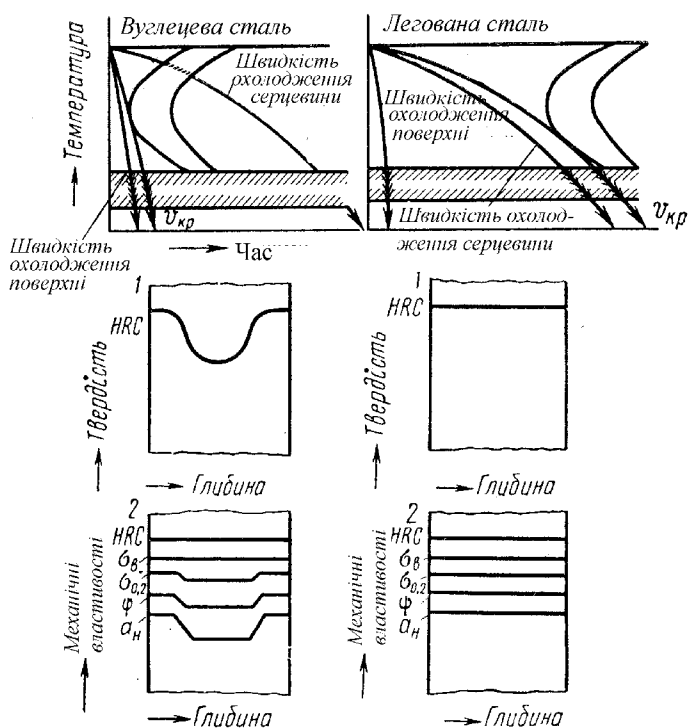 Вуглецева сталь
Швидкість
охолодження
серцевини
Температура
υкр
Час
Швидкість
охолодження
поверхні
Легована сталь
Швидкість
охолодження
поверхні
υкр
Швидкість охолод-
ження серцевини
1
HRC
Твердість
Глибина
1
HRC
Твердість
Глибина
2
HRC
σв
σ0,2
φ
aн
Механічні
властивості
Глибина
2
HRC
σв
σ0,2
φ
aн
Механічні
властивості
Глибина